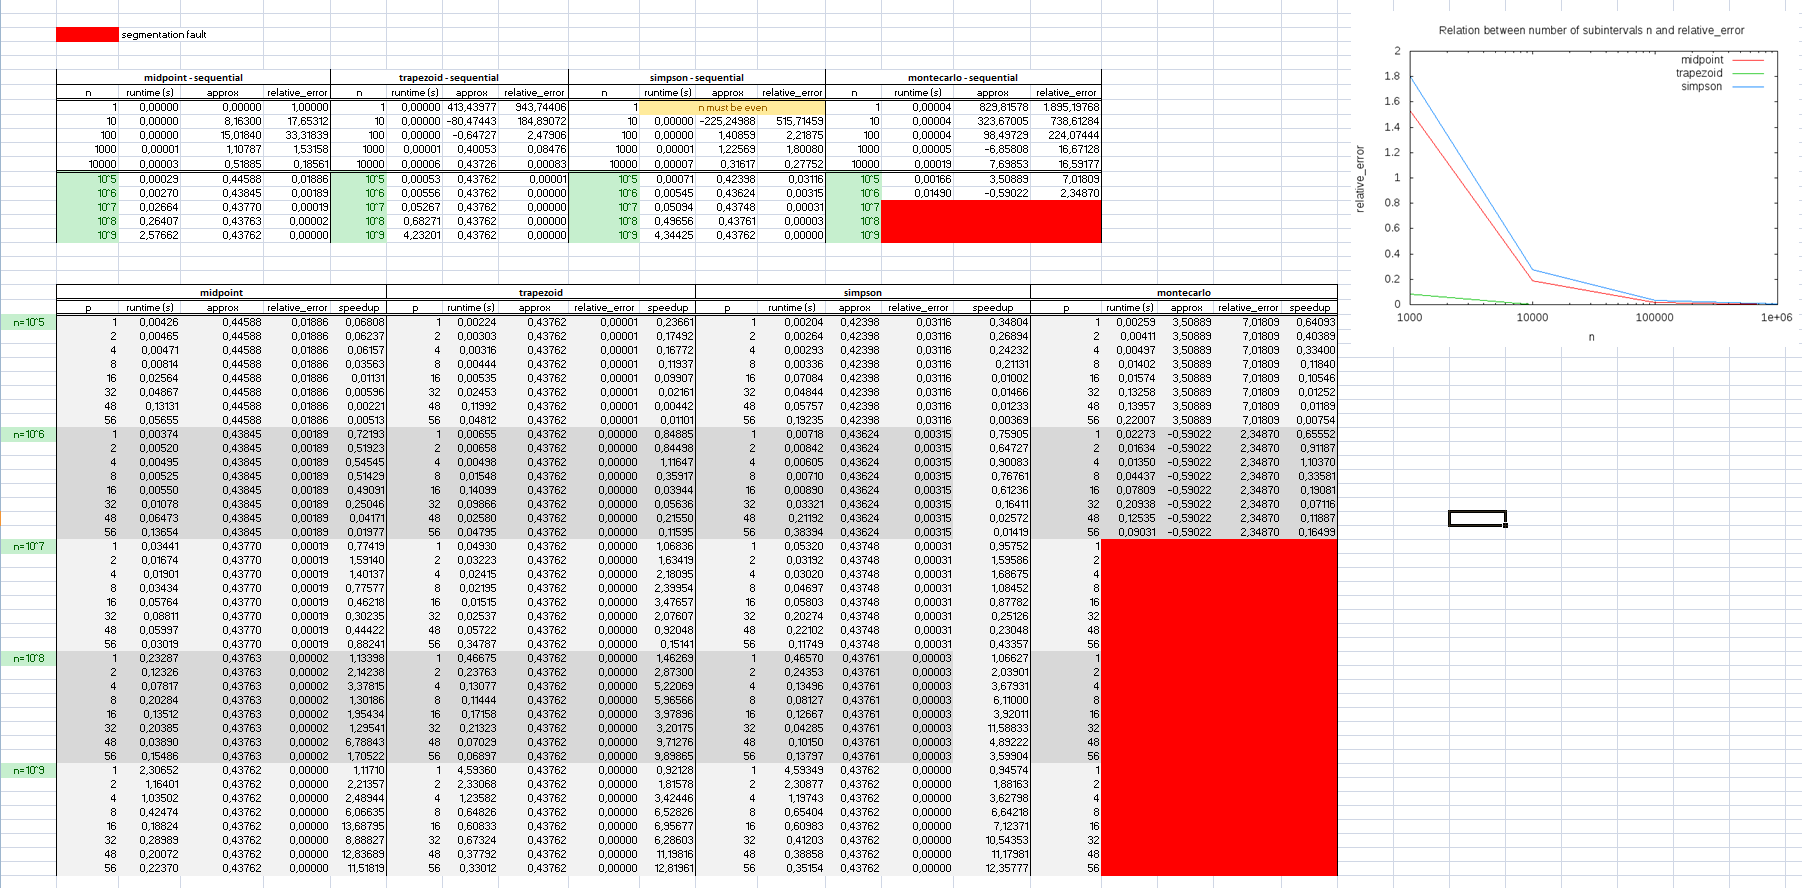 segmentation fault
midpoint - sequential trapezoid - sequential simpson - sequential montecarlo - sequential
n runtime (s) approx relative_error n runtime (s) approx relative_error n runtime (s) approx relative_error n runtime (s) approx relative_error
1 0,00000 0,00000 1,00000 1 0,00000 413,43977 943,74406 1 n must be even 1 0,00004 829,81578 1.895,19768
10 0,00000 8,16300 17,65312 10 0,00000 -80,47443 184,89072 10 0,00000 -225,24988 515,71459 10 0,00004 323,67005 738,61284
100 0,00000 15,01840 33,31839 100 0,00000 -0,64727 2,47906 100 0,00000 1,40859 2,21875 100 0,00004 98,49729 224,07444
1000 0,00001 1,10787 1,53158 1000 0,00001 0,40053 0,08476 1000 0,00001 1,22569 1,80080 1000 0,00005 -6,85808 16,67128
10000 0,00003 0,51885 0,18561 10000 0,00006 0,43726 0,00083 10000 0,00007 0,31617 0,27752 10000 0,00019 7,69853 16,59177
10^5 0,00029 0,44588 0,01886 10^5 0,00053 0,43762 0,00001 10^5 0,00071 0,42398 0,03116 10^5 0,00166 3,50889 7,01809
10^6 0,00270 0,43845 0,00189 10^6 0,00556 0,43762 0,00000 10^6 0,00545 0,43624 0,00315 10^6 0,01490 -0,59022 2,34870
10^7 0,02664 0,43770 0,00019 10^7 0,05267 0,43762 0,00000 10^7 0,05094 0,43748 0,00031 10^7
10^8 0,26407 0,43763 0,00002 10^8 0,68271 0,43762 0,00000 10^8 0,49656 0,43761 0,00003 10^8
10^9 2,57662 0,43762 0,00000 10^9 4,23201 0,43762 0,00000 10^9 4,34425 0,43762 0,00000 10^9
midpoint trapezoid simpson montecarlo
p runtime (s) approx relative_error speedup p runtime (s) approx relative_error speedup p runtime (s) approx relative_error speedup p runtime (s) approx relative_error speedup
n=10^5 1 0,00426 0,44588 0,01886 0,06808 1 0,00224 0,43762 0,00001 0,23661 1 0,00204 0,42398 0,03116 0,34804 1 0,00259 3,50889 7,01809 0,64093
2 0,00465 0,44588 0,01886 0,06237 2 0,00303 0,43762 0,00001 0,17492 2 0,00264 0,42398 0,03116 0,26894 2 0,00411 3,50889 7,01809 0,40389
4 0,00471 0,44588 0,01886 0,06157 4 0,00316 0,43762 0,00001 0,16772 4 0,00293 0,42398 0,03116 0,24232 4 0,00497 3,50889 7,01809 0,33400
8 0,00814 0,44588 0,01886 0,03563 8 0,00444 0,43762 0,00001 0,11937 8 0,00336 0,42398 0,03116 0,21131 8 0,01402 3,50889 7,01809 0,11840
16 0,02564 0,44588 0,01886 0,01131 16 0,00535 0,43762 0,00001 0,09907 16 0,07084 0,42398 0,03116 0,01002 16 0,01574 3,50889 7,01809 0,10546
32 0,04867 0,44588 0,01886 0,00596 32 0,02453 0,43762 0,00001 0,02161 32 0,04844 0,42398 0,03116 0,01466 32 0,13258 3,50889 7,01809 0,01252
48 0,13131 0,44588 0,01886 0,00221 48 0,11992 0,43762 0,00001 0,00442 48 0,05757 0,42398 0,03116 0,01233 48 0,13957 3,50889 7,01809 0,01189
56 0,05655 0,44588 0,01886 0,00513 56 0,04812 0,43762 0,00001 0,01101 56 0,19235 0,42398 0,03116 0,00369 56 0,22007 3,50889 7,01809 0,00754
n=10^6 1 0,00374 0,43845 0,00189 0,72193 1 0,00655 0,43762 0,00000 0,84885 1 0,00718 0,43624 0,00315 0,75905 1 0,02273 -0,59022 2,34870 0,65552
2 0,00520 0,43845 0,00189 0,51923 2 0,00658 0,43762 0,00000 0,84498 2 0,00842 0,43624 0,00315 0,64727 2 0,01634 -0,59022 2,34870 0,91187
4 0,00495 0,43845 0,00189 0,54545 4 0,00498 0,43762 0,00000 1,11647 4 0,00605 0,43624 0,00315 0,90083 4 0,01350 -0,59022 2,34870 1,10370
8 0,00525 0,43845 0,00189 0,51429 8 0,01548 0,43762 0,00000 0,35917 8 0,00710 0,43624 0,00315 0,76761 8 0,04437 -0,59022 2,34870 0,33581
16 0,00550 0,43845 0,00189 0,49091 16 0,14099 0,43762 0,00000 0,03944 16 0,00890 0,43624 0,00315 0,61236 16 0,07809 -0,59022 2,34870 0,19081
32 0,01078 0,43845 0,00189 0,25046 32 0,09866 0,43762 0,00000 0,05636 32 0,03321 0,43624 0,00315 0,16411 32 0,20938 -0,59022 2,34870 0,07116
48 0,06473 0,43845 0,00189 0,04171 48 0,02580 0,43762 0,00000 0,21550 48 0,21192 0,43624 0,00315 0,02572 48 0,12535 -0,59022 2,34870 0,11887
56 0,13654 0,43845 0,00189 0,01977 56 0,04795 0,43762 0,00000 0,11595 56 0,38394 0,43624 0,00315 0,01419 56 0,09031 -0,59022 2,34870 0,16499
n=10^7 1 0,03441 0,43770 0,00019 0,77419 1 0,04930 0,43762 0,00000 1,06836 1 0,05320 0,43748 0,00031 0,95752 1
2 0,01674 0,43770 0,00019 1,59140 2 0,03223 0,43762 0,00000 1,63419 2 0,03192 0,43748 0,00031 1,59586 2
4 0,01901 0,43770 0,00019 1,40137 4 0,02415 0,43762 0,00000 2,18095 4 0,03020 0,43748 0,00031 1,68675 4
8 0,03434 0,43770 0,00019 0,77577 8 0,02195 0,43762 0,00000 2,39954 8 0,04697 0,43748 0,00031 1,08452 8
16 0,05764 0,43770 0,00019 0,46218 16 0,01515 0,43762 0,00000 3,47657 16 0,05803 0,43748 0,00031 0,87782 16
32 0,08811 0,43770 0,00019 0,30235 32 0,02537 0,43762 0,00000 2,07607 32 0,20274 0,43748 0,00031 0,25126 32
48 0,05997 0,43770 0,00019 0,44422 48 0,05722 0,43762 0,00000 0,92048 48 0,22102 0,43748 0,00031 0,23048 48
56 0,03019 0,43770 0,00019 0,88241 56 0,34787 0,43762 0,00000 0,15141 56 0,11749 0,43748 0,00031 0,43357 56
n=10^8 1 0,23287 0,43763 0,00002 1,13398 1 0,46675 0,43762 0,00000 1,46269 1 0,46570 0,43761 0,00003 1,06627 1
2 0,12326 0,43763 0,00002 2,14238 2 0,23763 0,43762 0,00000 2,87300 2 0,24353 0,43761 0,00003 2,03901 2
4 0,07817 0,43763 0,00002 3,37815 4 0,13077 0,43762 0,00000 5,22069 4 0,13496 0,43761 0,00003 3,67931 4
8 0,20284 0,43763 0,00002 1,30186 8 0,11444 0,43762 0,00000 5,96566 8 0,08127 0,43761 0,00003 6,11000 8
16 0,13512 0,43763 0,00002 1,95434 16 0,17158 0,43762 0,00000 3,97896 16 0,12667 0,43761 0,00003 3,92011 16
32 0,20385 0,43763 0,00002 1,29541 32 0,21323 0,43762 0,00000 3,20175 32 0,04285 0,43761 0,00003 11,58833 32
48 0,03890 0,43763 0,00002 6,78843 48 0,07029 0,43762 0,00000 9,71276 48 0,10150 0,43761 0,00003 4,89222 48
56 0,15486 0,43763 0,00002 1,70522 56 0,06897 0,43762 0,00000 9,89865 56 0,13797 0,43761 0,00003 3,59904 56
n=10^9 1 2,30652 0,43762 0,00000 1,11710 1 4,59360 0,43762 0,00000 0,92128 1 4,59349 0,43762 0,00000 0,94574 1
2 1,16401 0,43762 0,00000 2,21357 2 2,33068 0,43762 0,00000 1,81578 2 2,30877 0,43762 0,00000 1,88163 2
4 1,03502 0,43762 0,00000 2,48944 4 1,23582 0,43762 0,00000 3,42446 4 1,19743 0,43762 0,00000 3,62798 4
8 0,42474 0,43762 0,00000 6,06635 8 0,64826 0,43762 0,00000 6,52826 8 0,65404 0,43762 0,00000 6,64218 8
16 0,18824 0,43762 0,00000 13,68795 16 0,60833 0,43762 0,00000 6,95677 16 0,60983 0,43762 0,00000 7,12371 16
32 0,28989 0,43762 0,00000 8,88827 32 0,67324 0,43762 0,00000 6,28603 32 0,41203 0,43762 0,00000 10,54353 32
48 0,20072 0,43762 0,00000 12,83689 48 0,37792 0,43762 0,00000 11,19816 48 0,38858 0,43762 0,00000 11,17981 48
56 0,22370 0,43762 0,00000 11,51819 56 0,33012 0,43762 0,00000 12,81961 56 0,35154 0,43762 0,00000 12,35777 56
Relation between number of subintervals n and relative_error
midpoint
trapezoid
simpson
relative_error
2
1.8
1.6
1.4
1.2
1
0.8
0.6
0.4
0.2
0
1000 10000 100000 1e+06
n